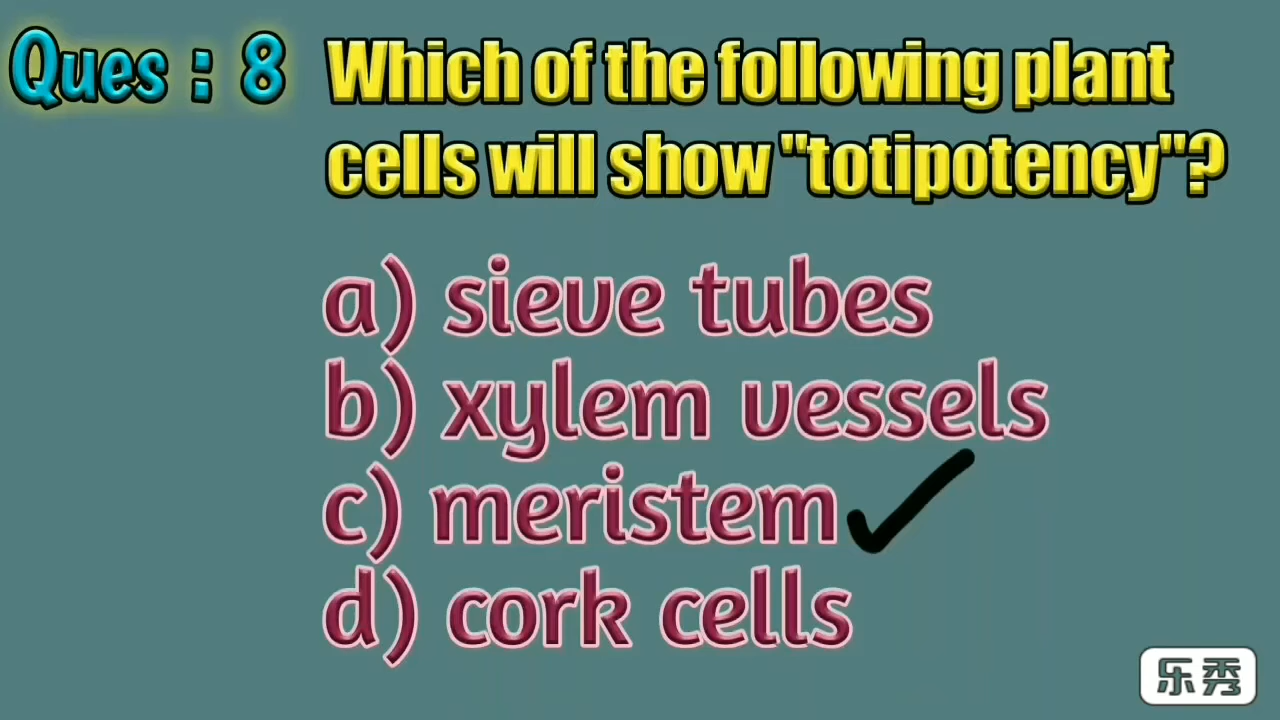 Ques : 8 Which of the following plant
cells will show "totipotency"?
a) sieve tubes
b) xylem vessels
c) meristem
d) cork cells
乐秀